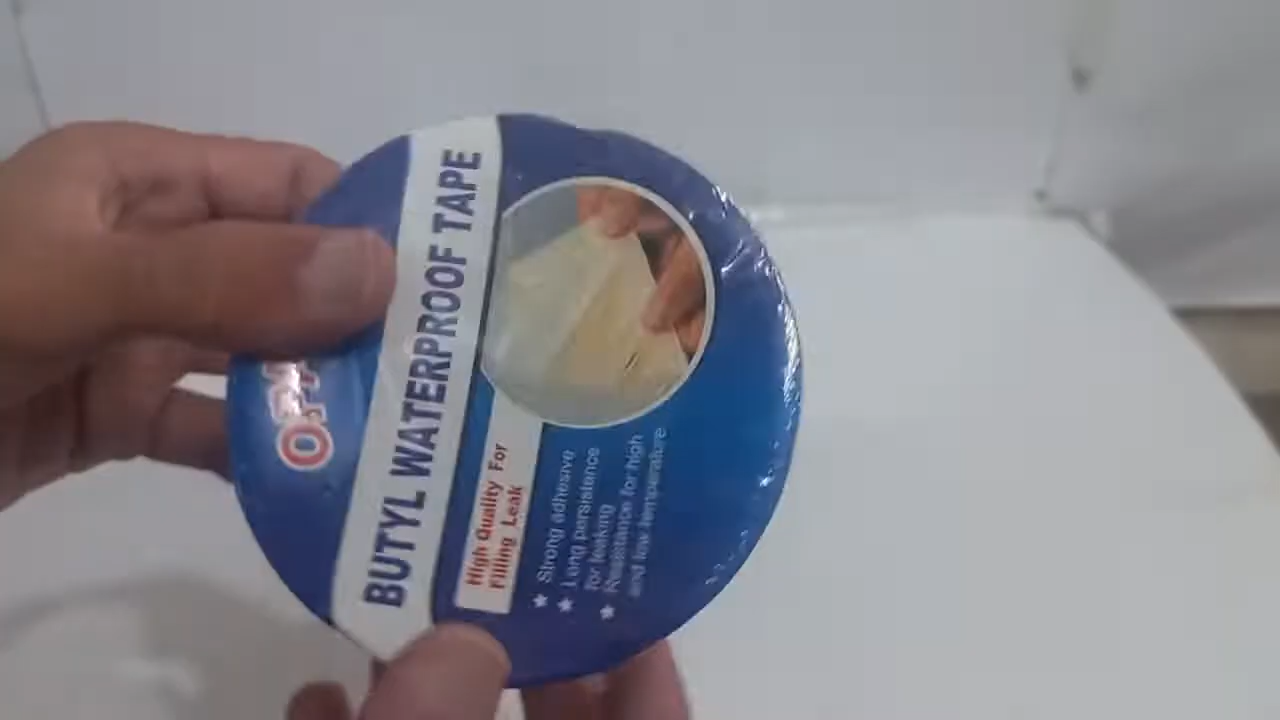 BUTYL WATERPROOF TAPE
High Quality For
Filling Leak
★ Strong adhesive
★ Long persistence
for leaking
★ Resistance for high
and low temperature